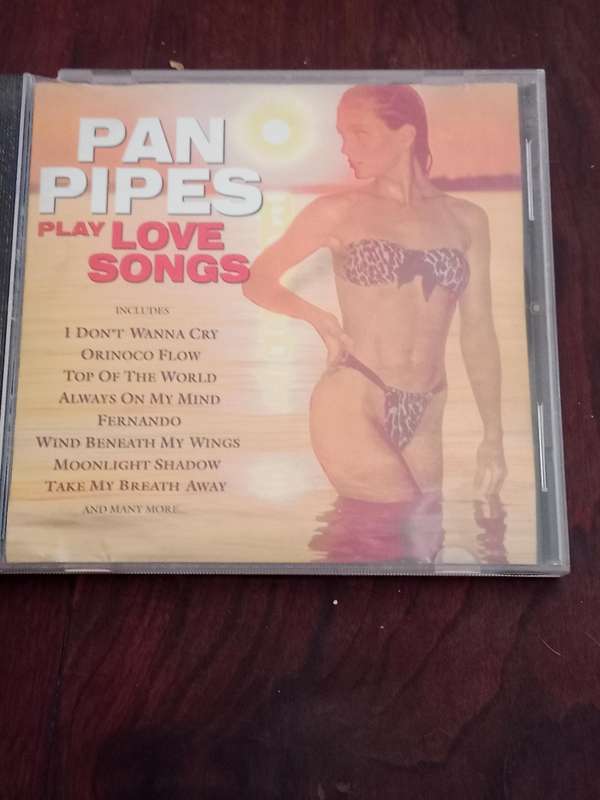 PAN
PIPES
PLAY LOVE
SONGS
INCLUDES
I DON'T WANNA CRY
ORINOCO FLOW
TOP OF THE WORLD
ALWAYS ON MY MIND
FERNANDO
WIND BENEATH MY WINGS
MOONLIGHT SHADOW
TAKE MY BREATH AWAY
AND MANY MORE...